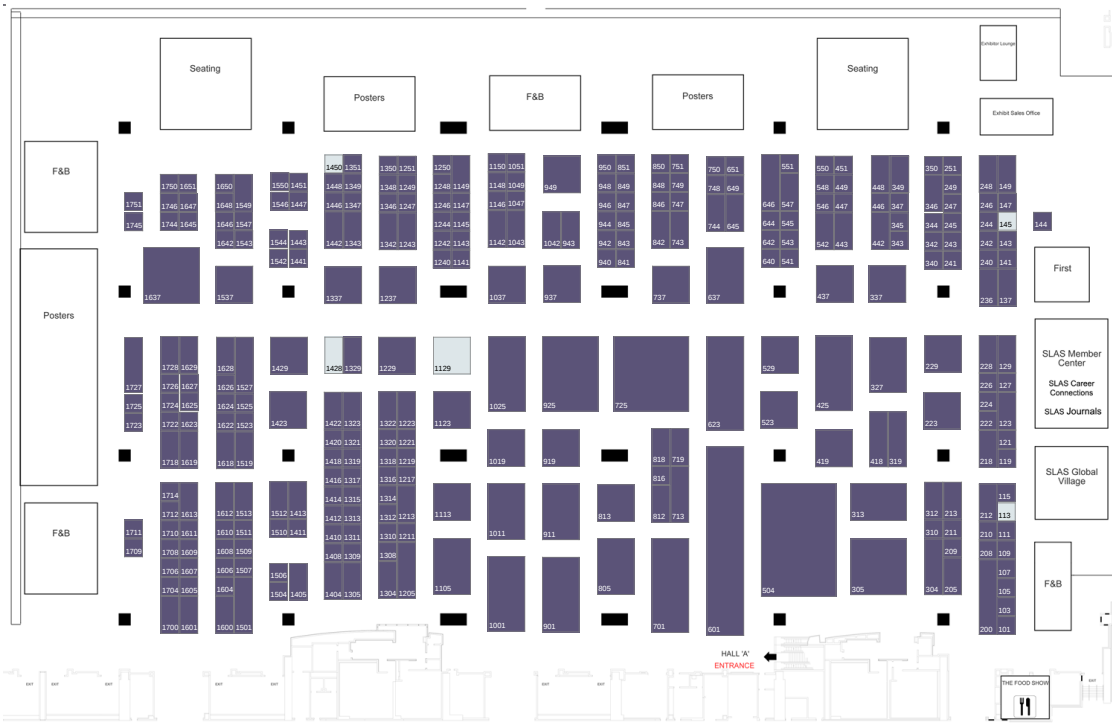 Exhibitor Lounge
Seating
Seating
Posters
F&B
Posters
Exhibit Sales Office
F&B
1450 1351 1350 1251 1250 1150 1051 949 950 851 850 751 750 651 551 550 451 350 251
1750 1651 1650 1550 1451 1448 1349 1348 1249 1248 1149 1148 1049 948 849 848 749 748 649 548 449 448 349 249 248 149
1751 1746 1647 1648 1549 1546 1447 1446 1347 1346 1247 1246 1147 1146 1047 946 847 846 747 646 547 446 347 346 247 246 147
1745 1744 1645 1646 1547 1244 1145 944 845 744 645 644 545 345 344 245 244 145 144
1642 1543 1544 1443 1442 1343 1342 1243 1242 1143 1142 1043 1042 943 942 843 842 743 642 543 542 443 442 343 342 243 242 143
1542 1441 1240 1141 940 841 640 541 340 241 240 141
First
1637 1537 1337 1237 1037 937 737 637 437 337 236 137
Posters
1728 1629 1628 1429 1428 1329 1229 1129 529 229 228 129
SLAS Member
Center
1727 1726 1627 1626 1527 327 226 127
SLAS Career
Connections
1725 1724 1625 1624 1525 1025 925 725 425 224
SLAS Journals
1723 1722 1623 1622 1523 1423 1422 1323 1322 1223 1123 623 523 223 222 123
1420 1321 1320 1221 121
1718 1619 1618 1519 1418 1319 1318 1219 1019 919 818 719 419 418 319 218 119
SLAS Global
Village
1416 1317 1316 1217 816
1714 1414 1315 1314 115
1712 1613 1612 1513 1512 1413 1412 1313 1312 1213 1113 813 812 713 313 312 213 212 113
F&B
1711 1710 1611 1610 1511 1510 1411 1410 1311 1310 1211 1011 911 310 211 210 111
1709 1708 1609 1608 1509 1408 1309 1308 209 208 109
1706 1607 1606 1507 1506 107
F&B
1704 1605 1604 1504 1405 1404 1305 1304 1205 1105 805 504 305 304 205 105
103
1700 1601 1600 1501 1001 901 701 601 200 101
HALL 'A'
ENTRANCE
THE FOOD SHOW
EXIT EXIT EXIT EXIT EXIT EXIT EXIT